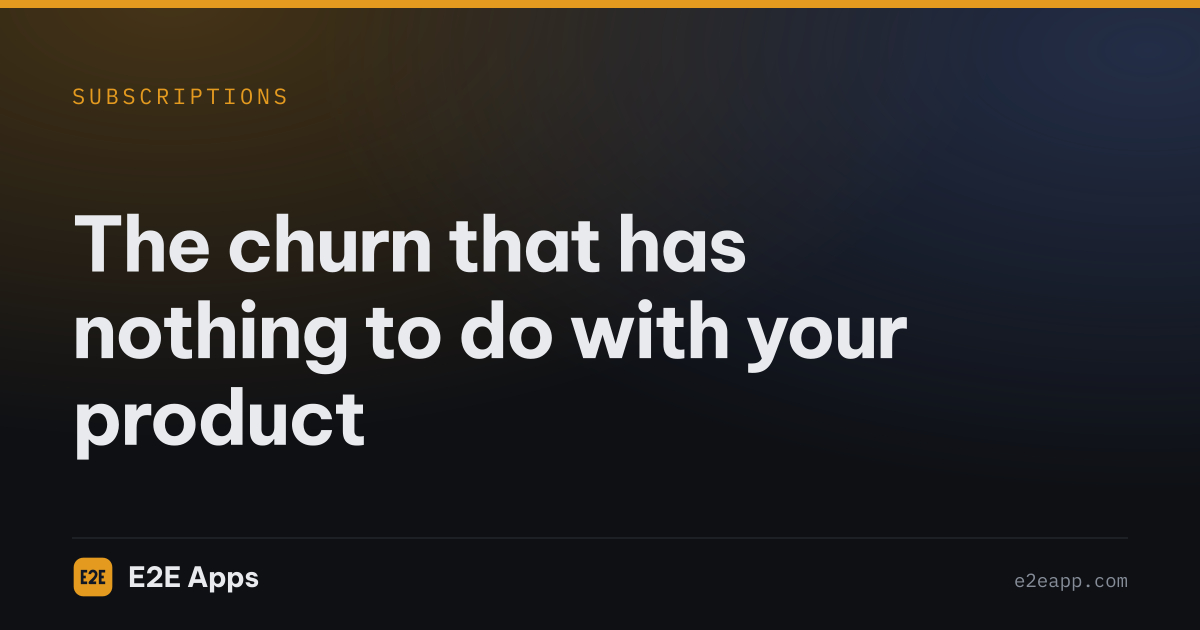 SUBSCRIPTIONS
The churn that has
nothing to do with your
product
E2E
E2E Apps
e2eapp.com